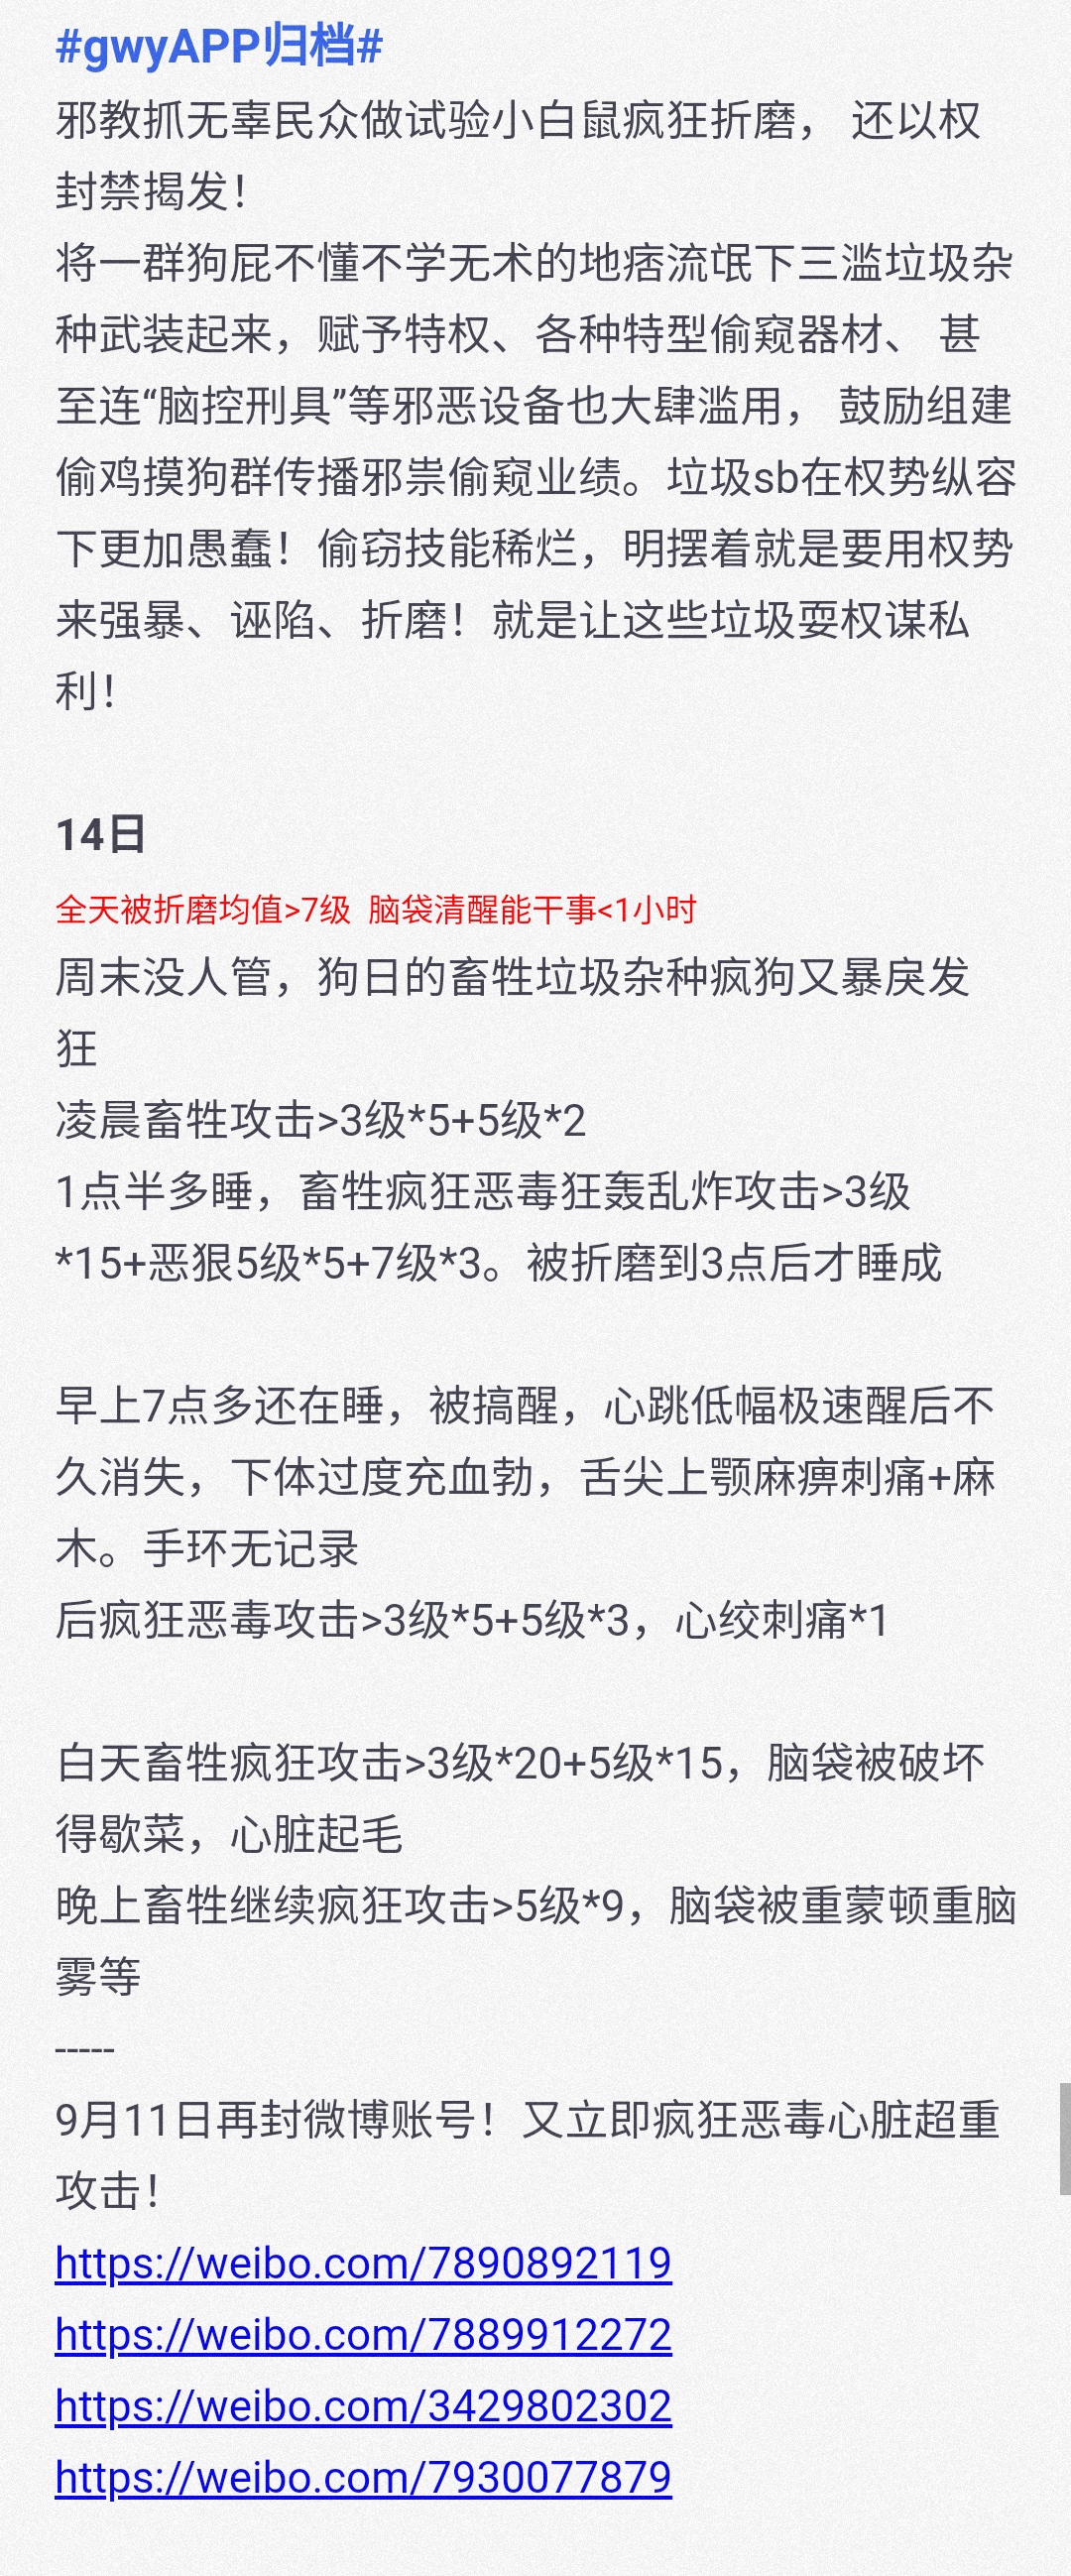 #gwyAPP归档#
邪教抓无辜民众做试验小白鼠疯狂折磨， 还以权
封禁揭发！
将一群狗屁不懂不学无术的地痞流氓下三滥垃圾杂
种武装起来，赋予特权、各种特型偷窥器材、 甚
至连“脑控刑具”等邪恶设备也大肆滥用， 鼓励组建
偷鸡摸狗群传播邪祟偷窥业绩。垃圾sb在权势纵容
下更加愚蠢！偷窃技能稀烂，明摆着就是要用权势
来强暴、诬陷、折磨！就是让这些垃圾耍权谋私
利！
14日
全天被折磨均值>7级 脑袋清醒能干事<1小时
周末没人管，狗日的畜牲垃圾杂种疯狗又暴戾发
狂
凌晨畜牲攻击>3级*5+5级*2
1点半多睡，畜牲疯狂恶毒狂轰乱炸攻击>3级
*15+恶狠5级*5+7级*3。被折磨到3点后才睡成
早上7点多还在睡，被搞醒，心跳低幅极速醒后不
久消失，下体过度充血勃，舌尖上颚麻痹刺痛+麻
木。手环无记录
后疯狂恶毒攻击>3级*5+5级*3，心绞刺痛*1
白天畜牲疯狂攻击>3级*20+5级*15，脑袋被破坏
得歇菜，心脏起毛
晚上畜牲继续疯狂攻击>5级*9，脑袋被重蒙顿重脑
雾等
-----
9月11日再封微博账号！又立即疯狂恶毒心脏超重
攻击！
https://weibo.com/7890892119
https://weibo.com/7889912272
https://weibo.com/3429802302
https://weibo.com/7930077879